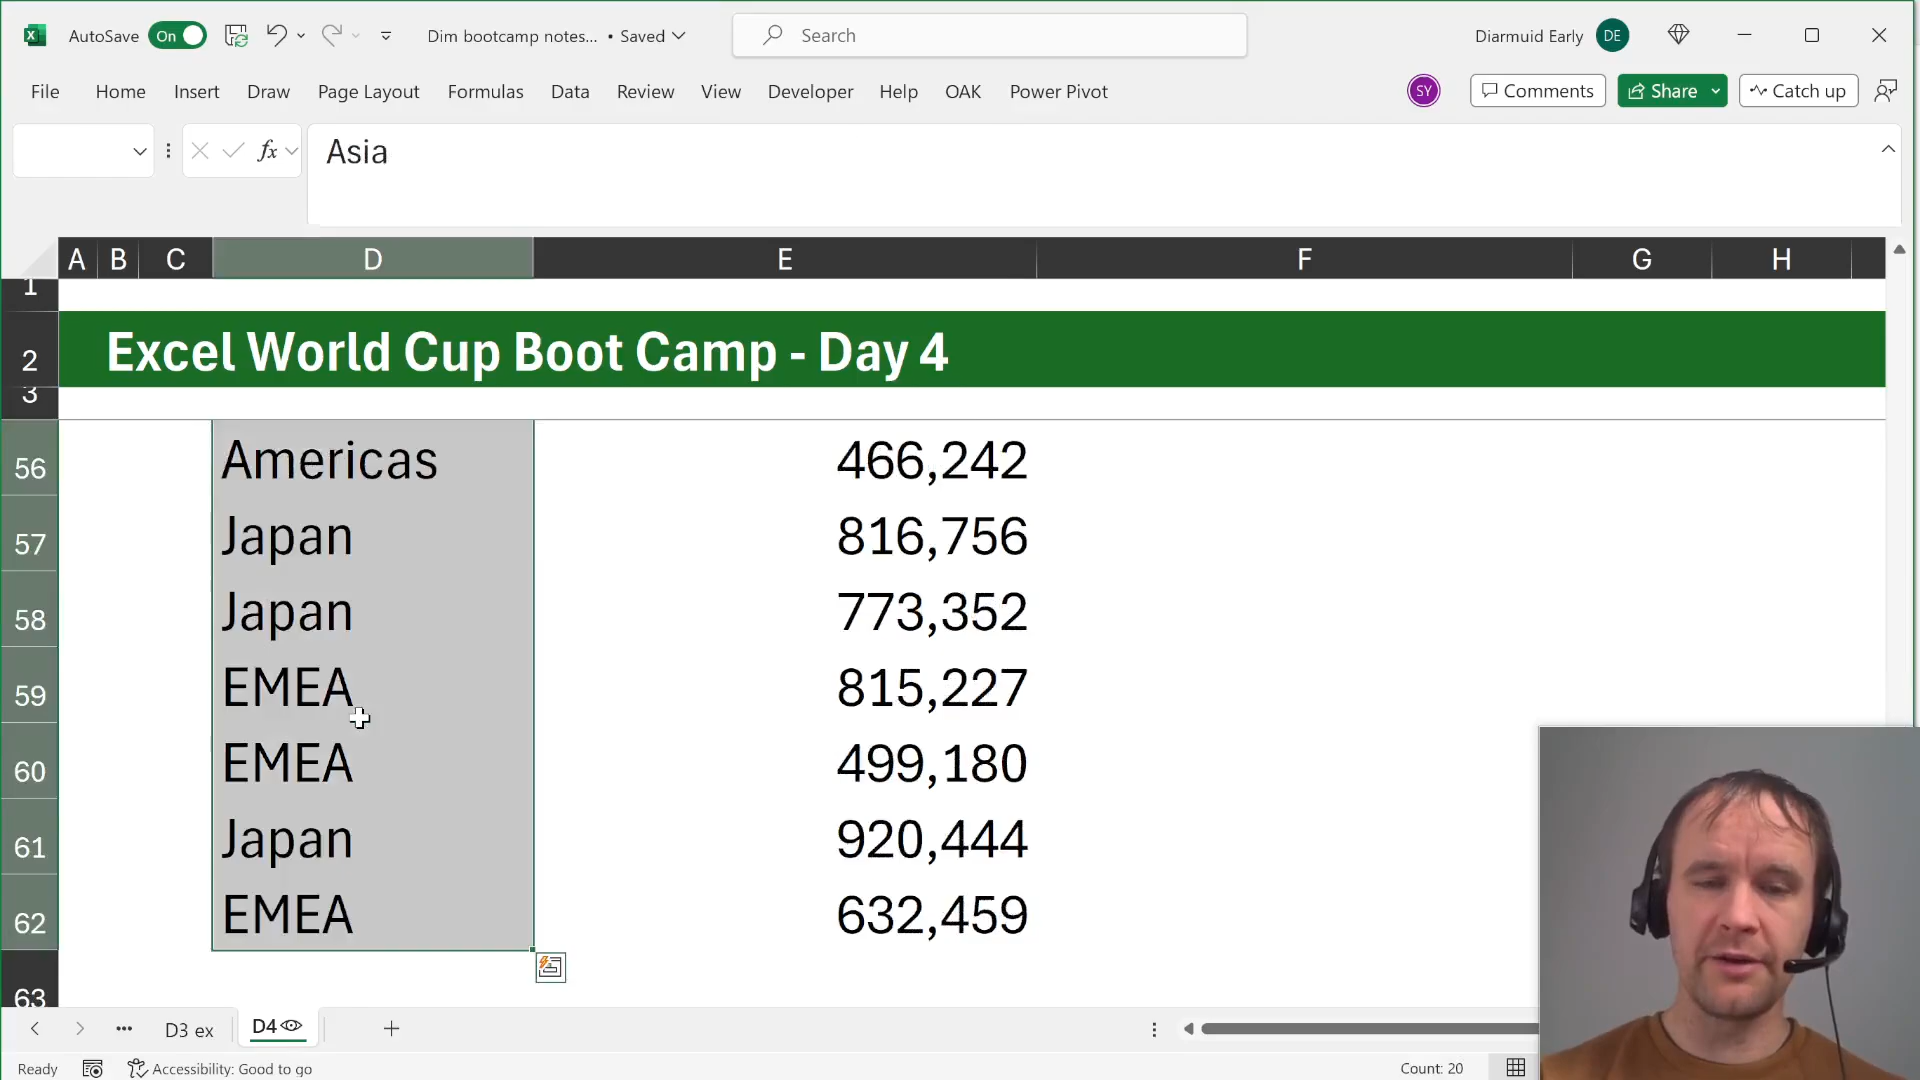 AutoSave On Dim bootcamp notes... • Saved Search Diarmuid Early DE
File Home Insert Draw Page Layout Formulas Data Review View Developer Help OAK Power Pivot SY Comments Share Catch up
fx Asia
A B C D E F G H
1
2 Excel World Cup Boot Camp - Day 4
3
56 Americas 466,242
57 Japan 816,756
58 Japan 773,352
59 EMEA 815,227
60 EMEA 499,180
61 Japan 920,444
62 EMEA 632,459
63
D3 ex D4
Ready Accessibility: Good to go Count: 20